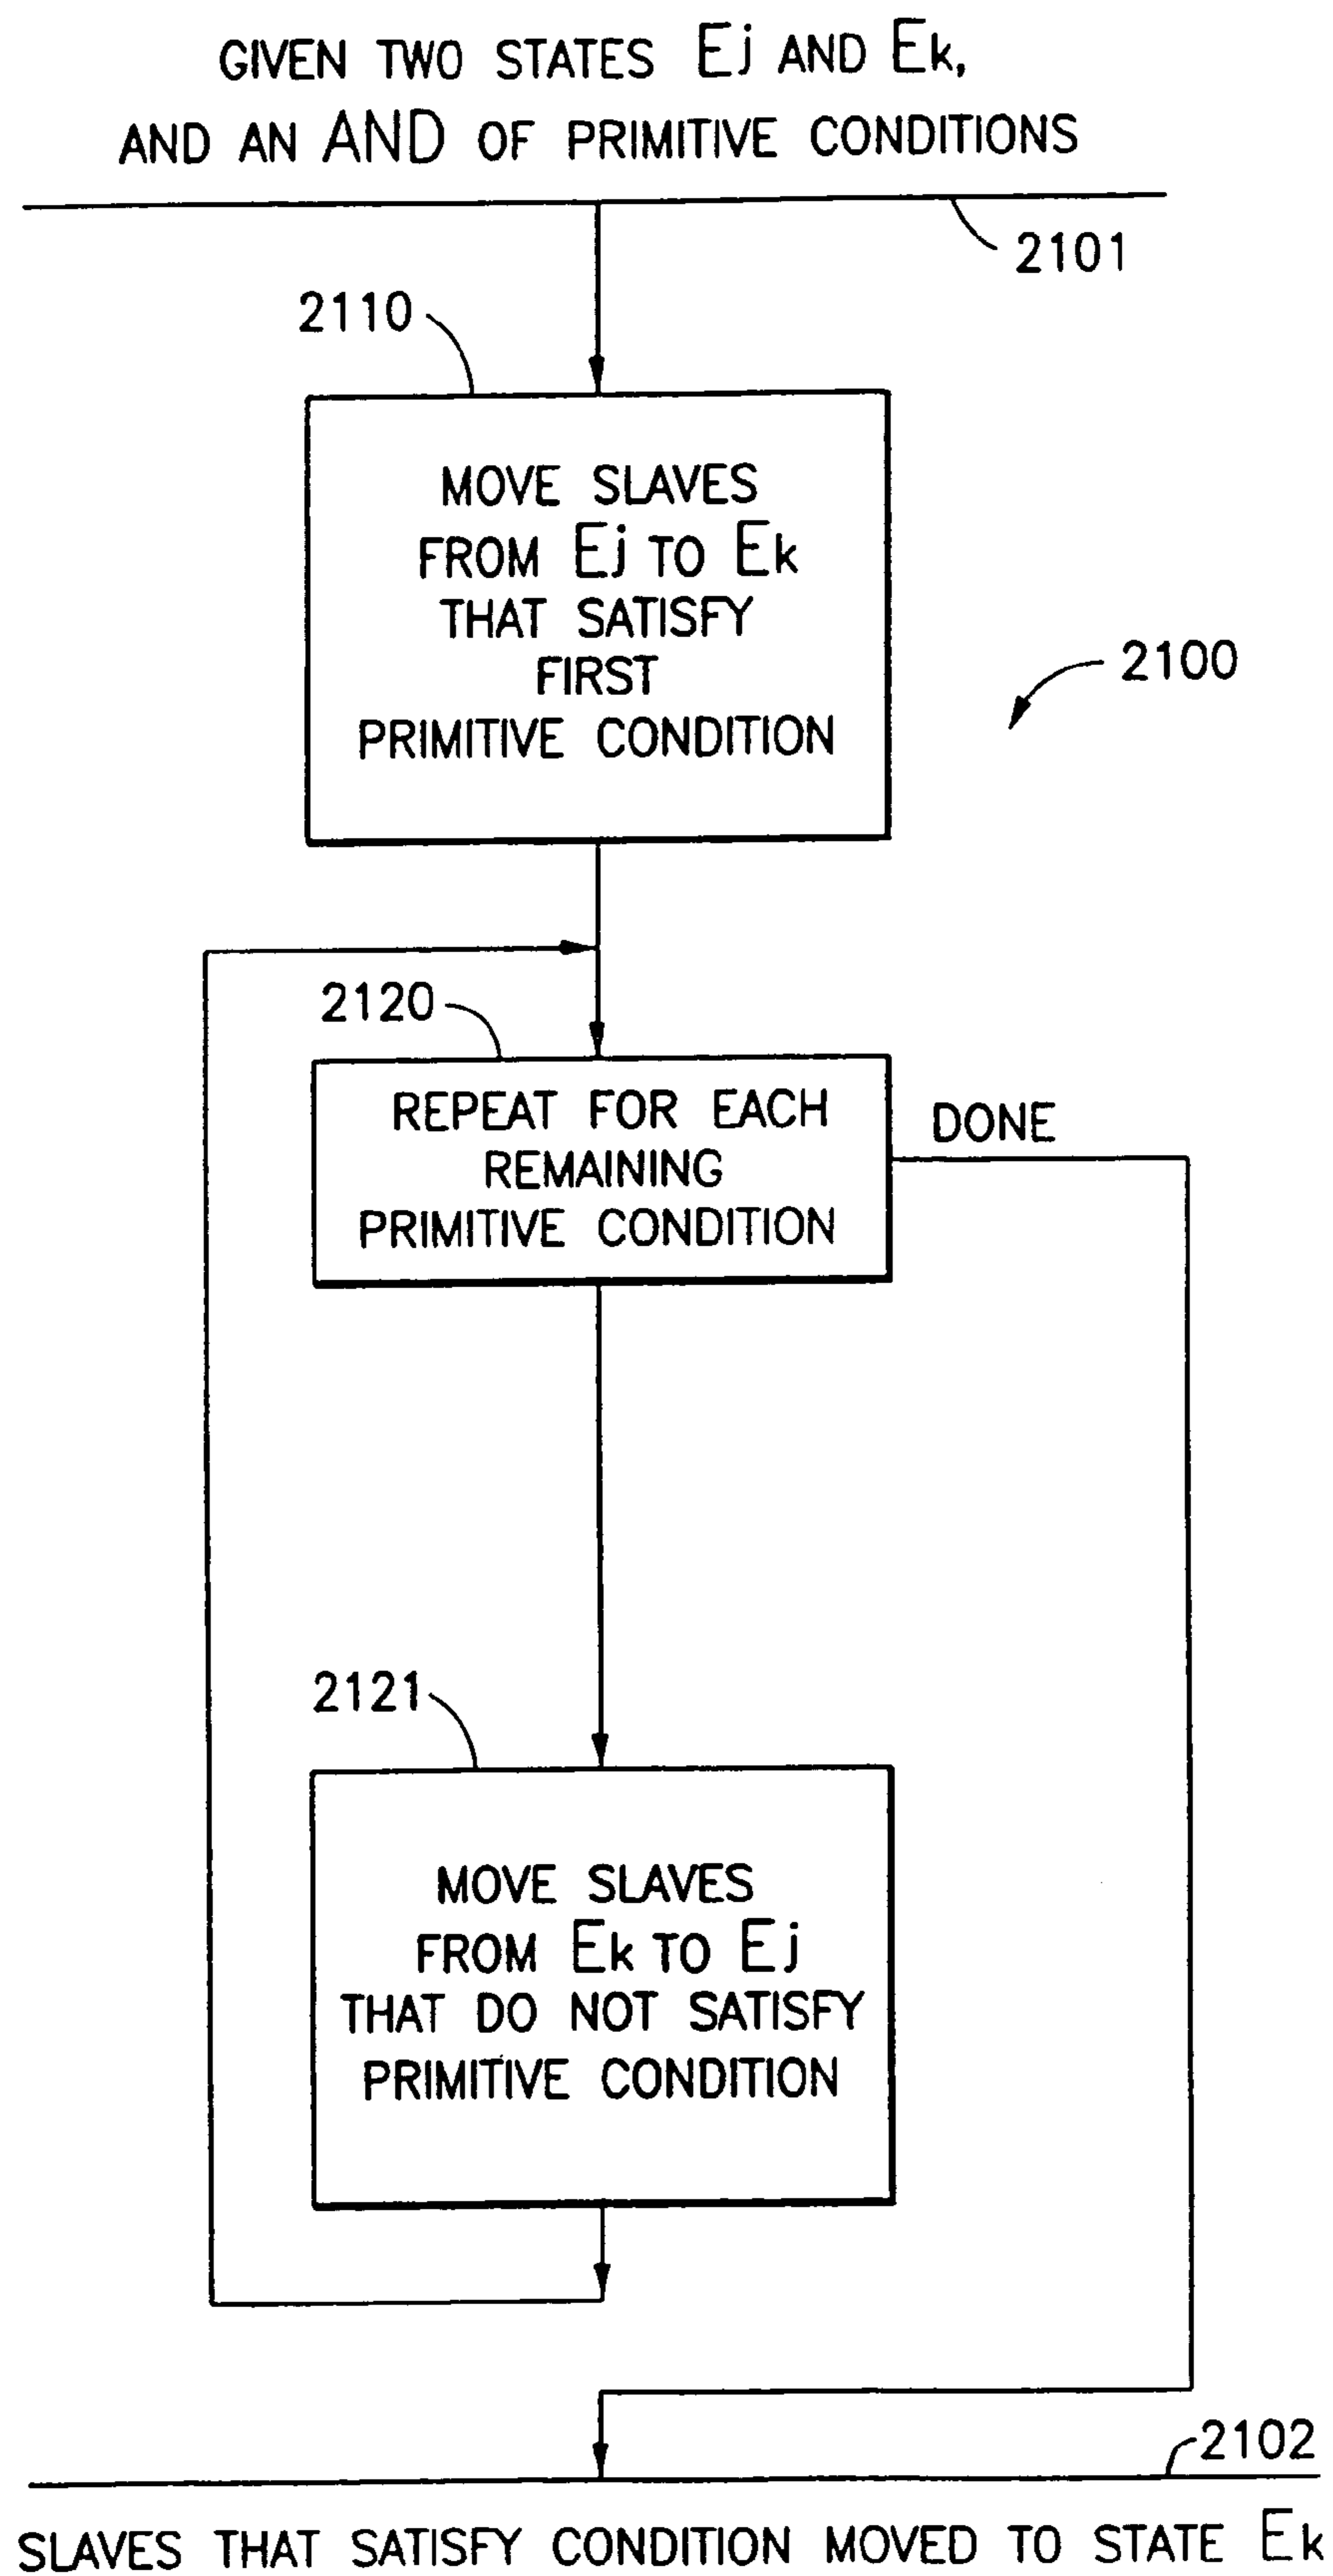 GIVEN TWO STATES Ej AND Ek,
AND AN AND OF PRIMITIVE CONDITIONS
2101
2110
MOVE SLAVES
FROM Ej TO Ek
THAT SATISFY
FIRST
PRIMITIVE CONDITION
2100
2120
REPEAT FOR EACH
REMAINING
PRIMITIVE CONDITION
DONE
2121
MOVE SLAVES
FROM Ek TO Ej
THAT DO NOT SATISFY
PRIMITIVE CONDITION
2102
SLAVES THAT SATISFY CONDITION MOVED TO STATE Ek